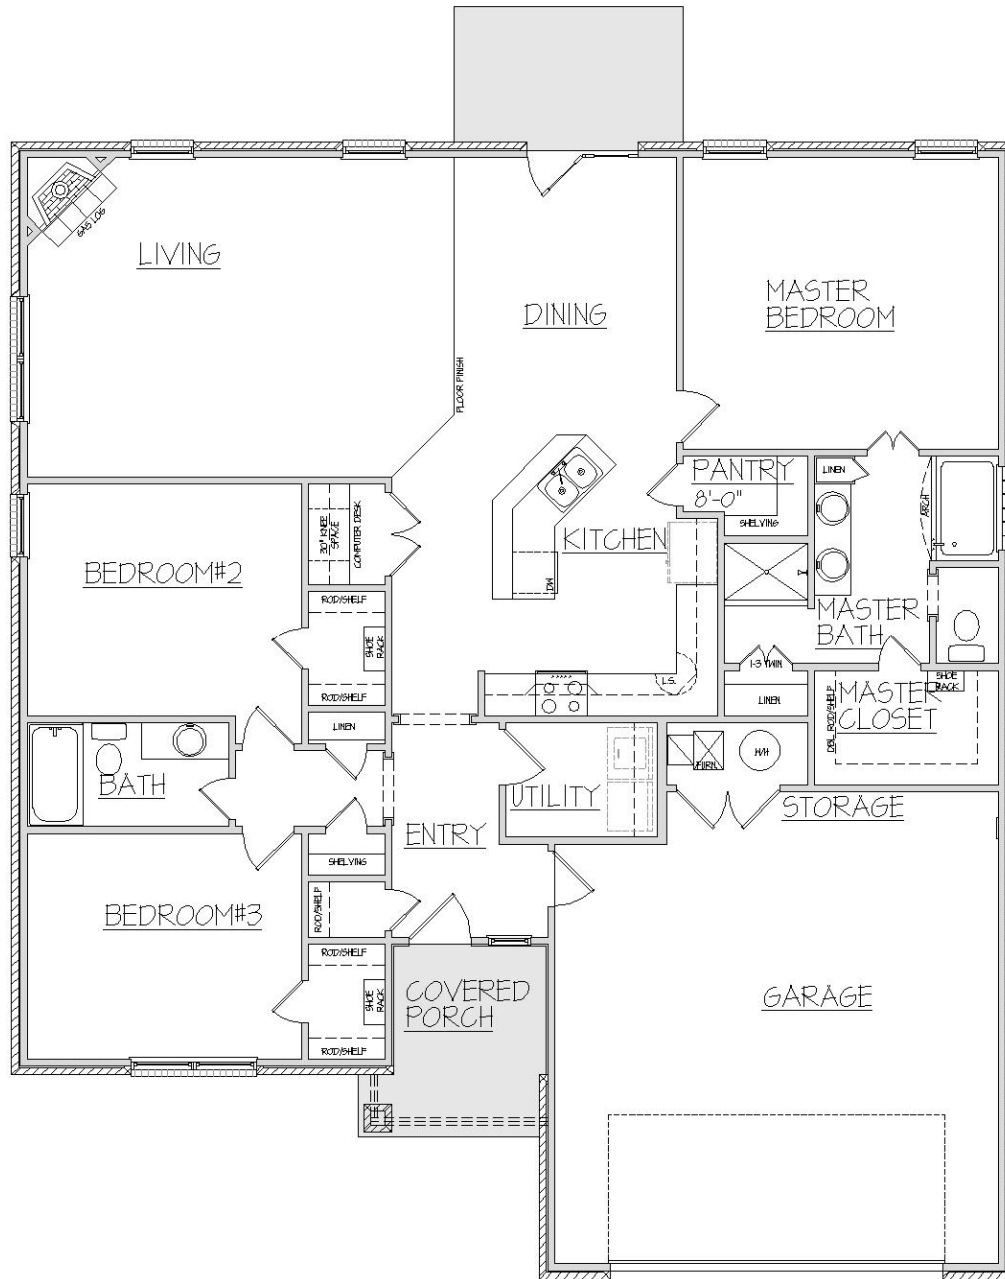 GAS LOG
LIVING
DINING
FLOOR FINISH
MASTER
BEDROOM
PANTRY
8'-0"
SHELVING
LINEN
ARCH
KITCHEN
DW
L.S.
30" KNEE
SPACE
COMPUTER DESK
BEDROOM#2
ROD/SHELF
SHOE
RACK
ROD/SHELF
MASTER
BATH
1-3 TWIN
LINEN
SHOE
RACK
MASTER
CLOSET
DBL ROD/SHELF
LINEN
BATH
UTILITY
FURN.
W/H
STORAGE
ENTRY
SHELVING
ROD/SHELF
BEDROOM#3
ROD/SHELF
SHOE
RACK
ROD/SHELF
COVERED
PORCH
GARAGE